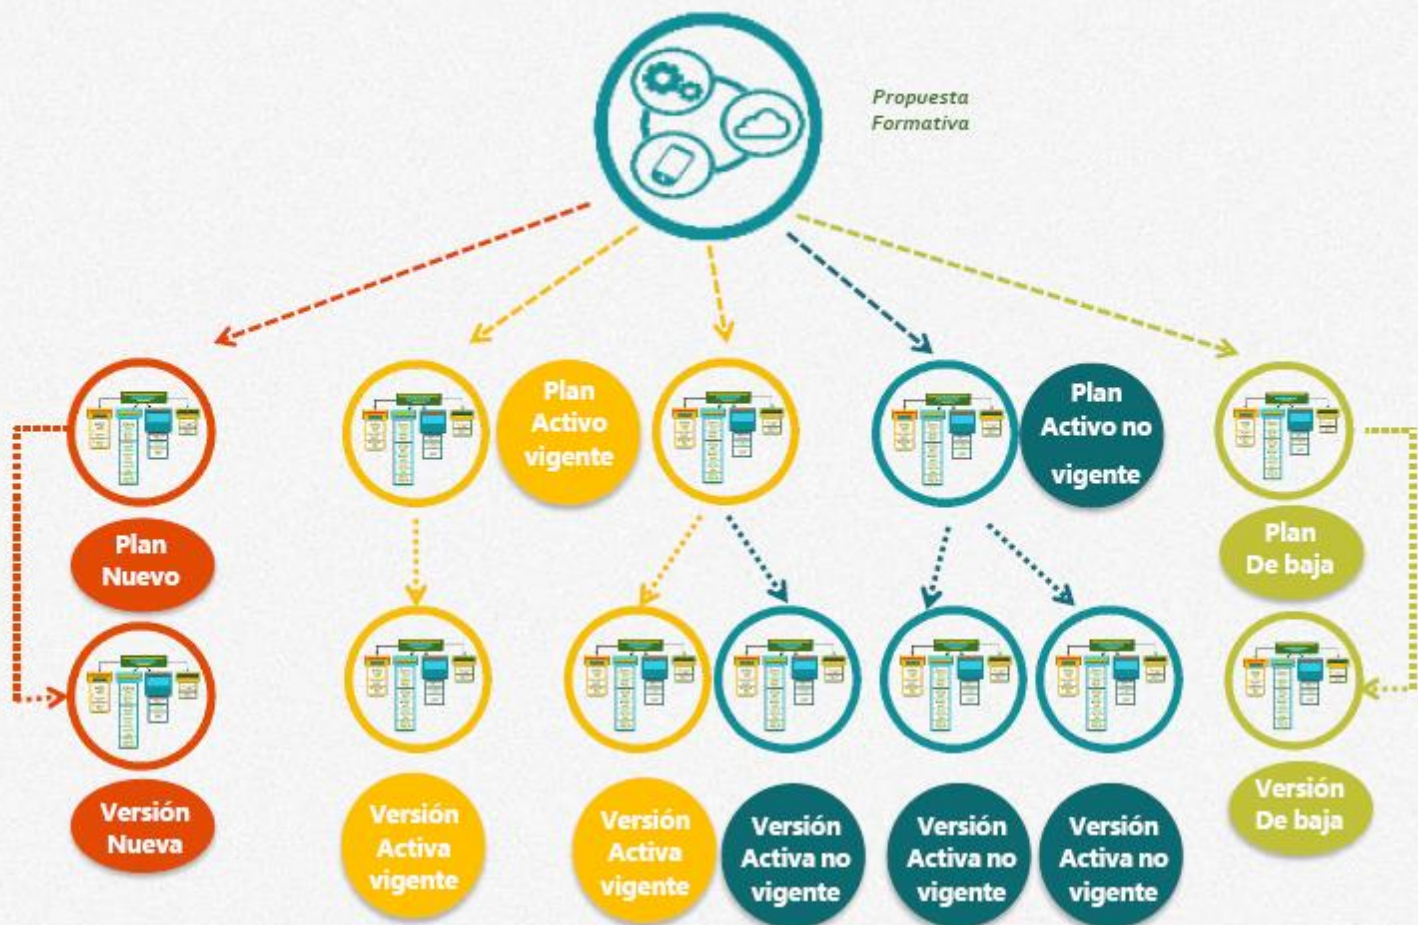 Propuesta
Formativa
Plan
Activo
vigente
Plan
Activo no
vigente
Plan
Nuevo
Plan
De baja
Versión
Nueva
Versión
Activa
vigente
Versión
Activa
vigente
Versión
Activa no
vigente
Versión
Activa no
vigente
Versión
Activa no
vigente
Versión
De baja